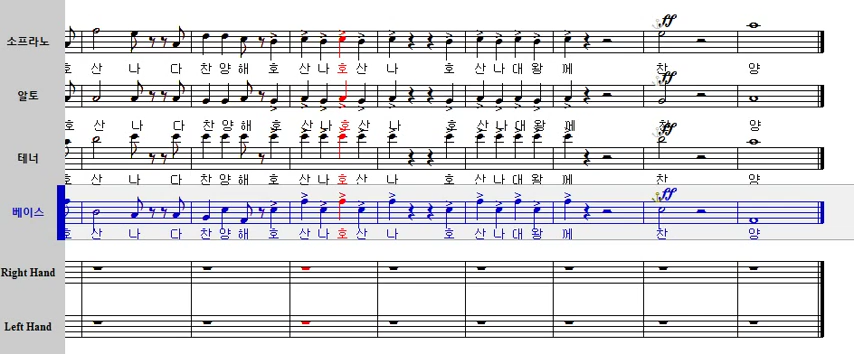 소프라노
호 산 나 다 찬 양 해 호 산 나 호 산 나 호 산 나 대 왕 께 찬 양
ff
알토
호 산 나 다 찬 양 해 호 산 나 호 산 나 호 산 나 대 왕 께 찬 양
ff
테너
호 산 나 다 찬 양 해 호 산 나 호 산 나 호 산 나 대 왕 께 찬 양
ff
베이스
호 산 나 다 찬 양 해 호 산 나 호 산 나 호 산 나 대 왕 께 찬 양
ff
Right Hand
Left Hand